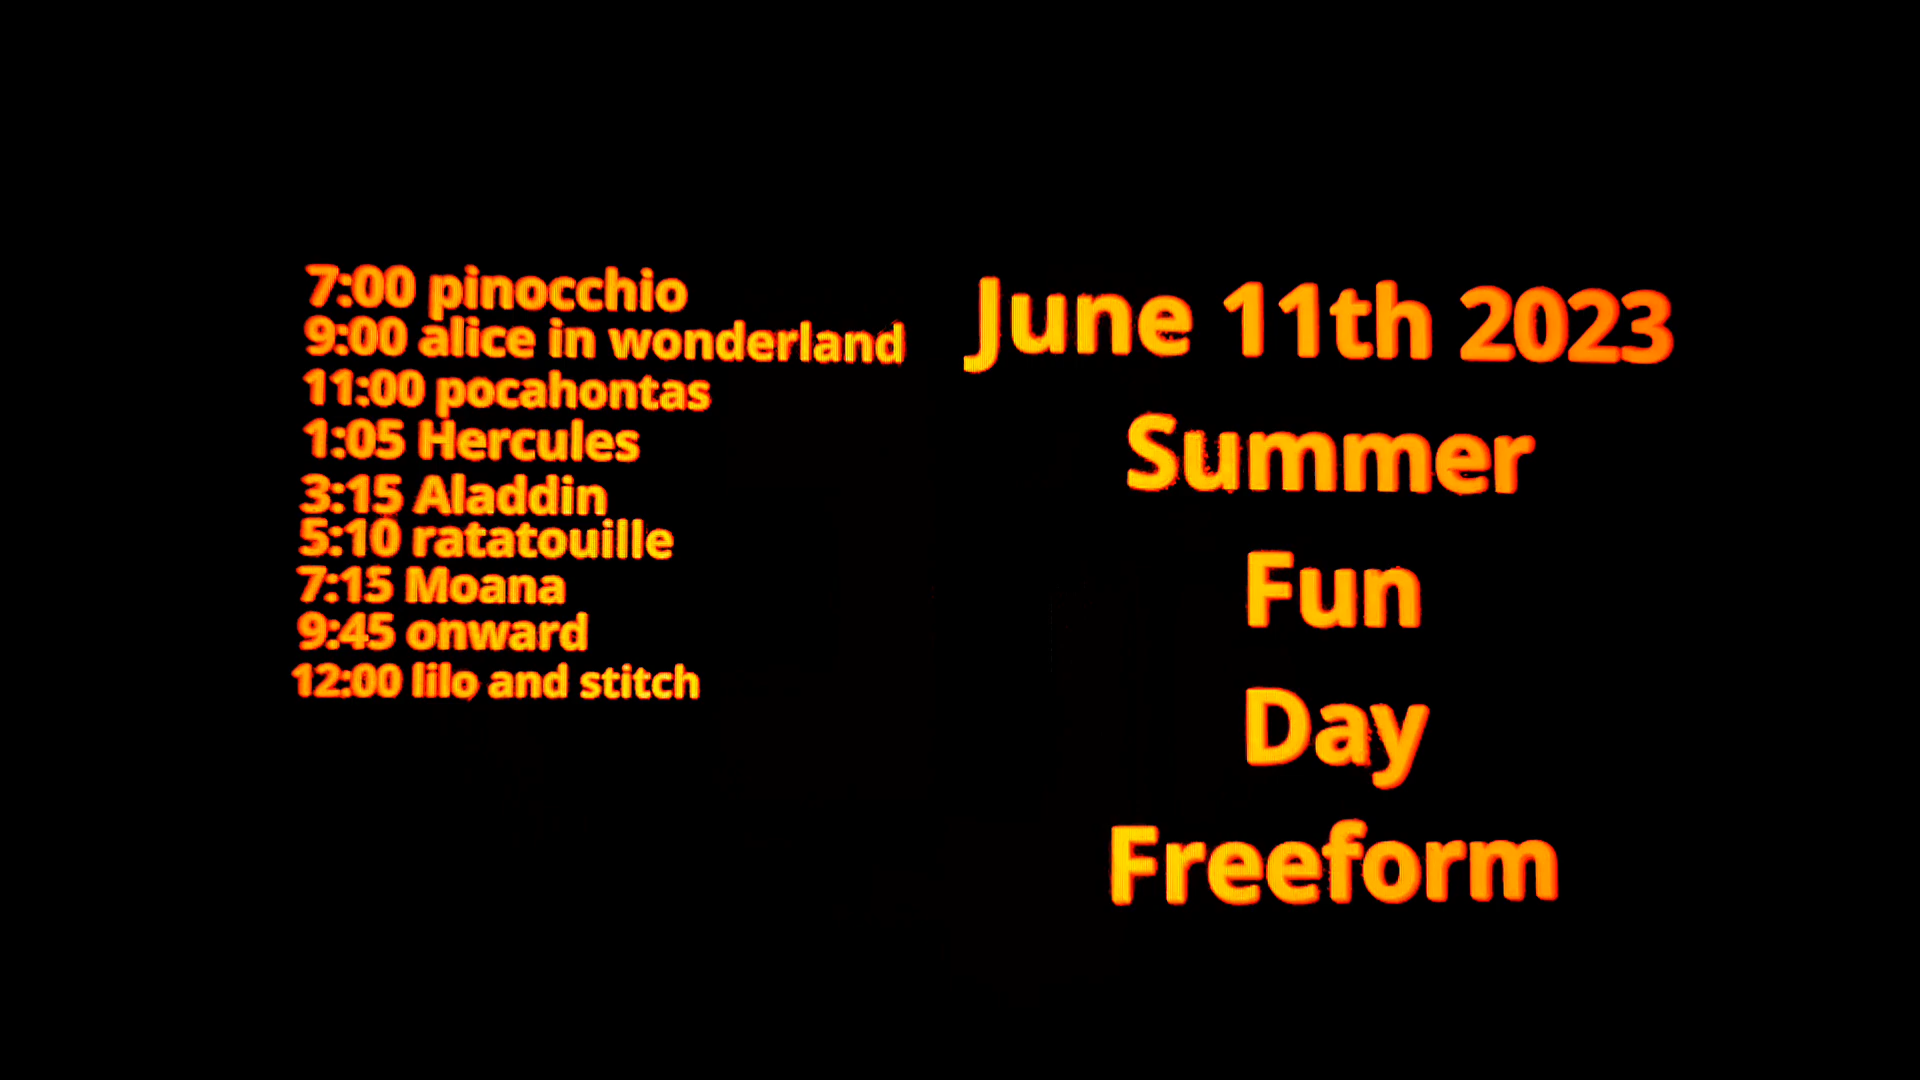 7:00 pinocchio
9:00 alice in wonderland
11:00 pocahontas
1:05 Hercules
3:15 Aladdin
5:10 ratatouille
7:15 Moana
9:45 onward
12:00 lilo and stitch
June 11th 2023
Summer
Fun
Day
Freeform